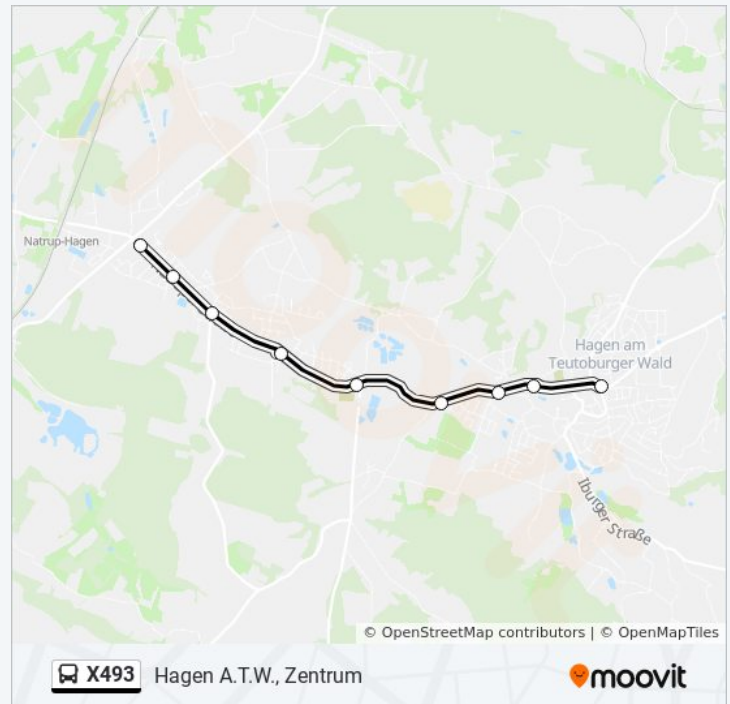 Natrup-Hagen
Hagen am
Teutoburger Wald
Iburger Straße
© OpenStreetMap contributors | © OpenMapTiles
X493 Hagen A.T.W., Zentrum
moovit